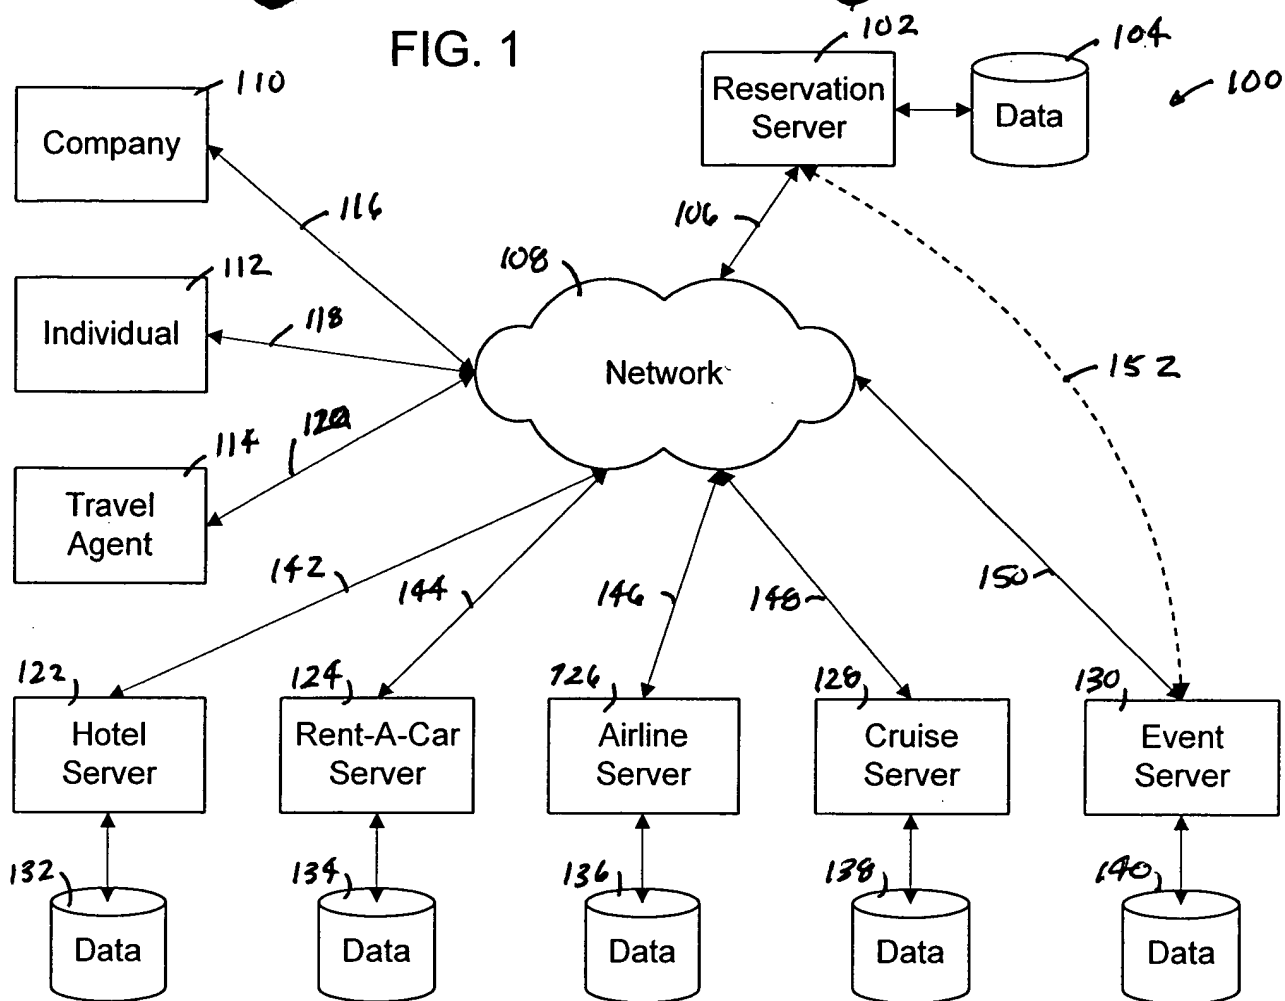 FIG. 1
102
104
100
110
Reservation
Server
Data
Company
116
106
108
112
Individual
118
Network
152
114
120
Travel
Agent
142
144
146
148
150
122
124
126
128
130
Hotel
Server
Rent-A-Car
Server
Airline
Server
Cruise
Server
Event
Server
132
134
136
138
140
Data
Data
Data
Data
Data